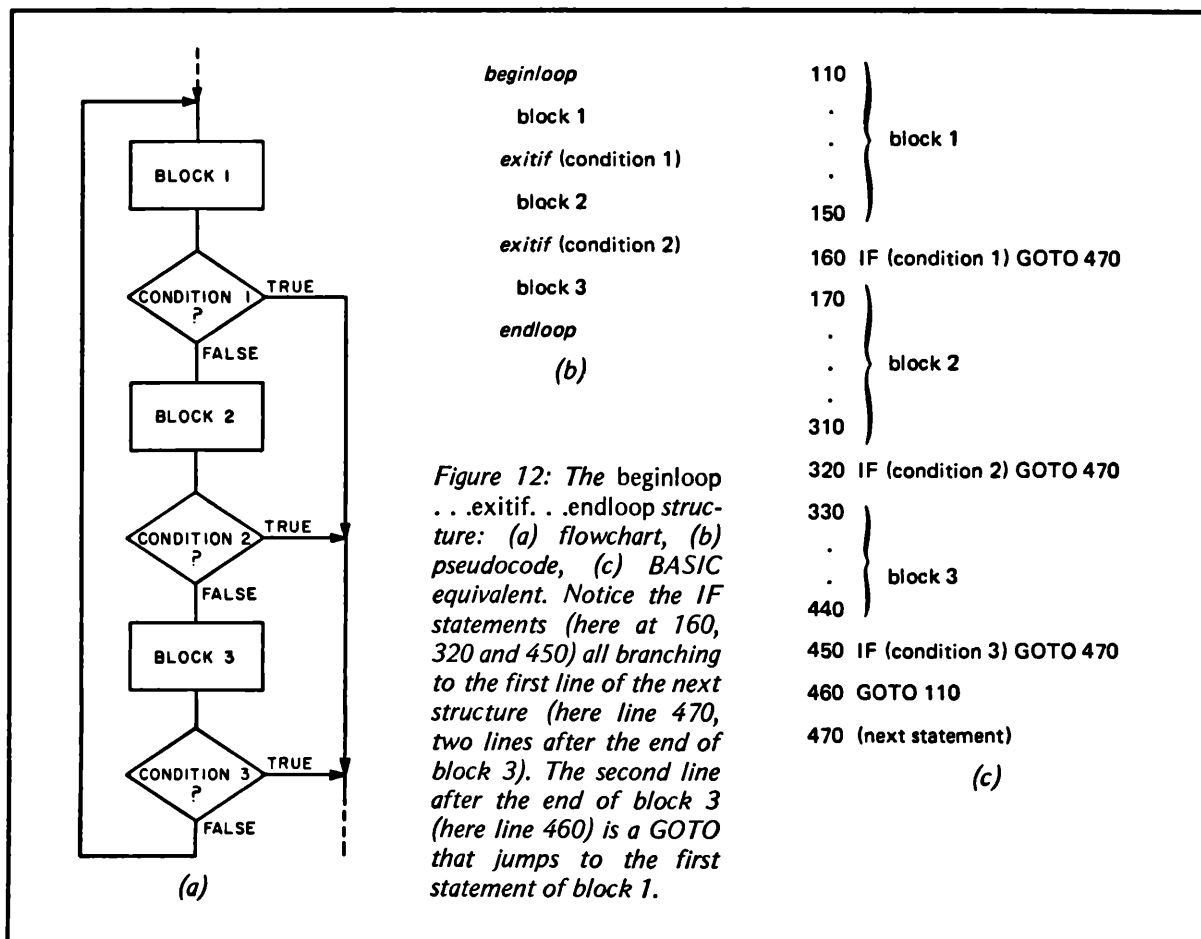 BLOCK 1
CONDITION 1
?
TRUE
FALSE
BLOCK 2
CONDITION 2
?
TRUE
FALSE
BLOCK 3
CONDITION 3
?
TRUE
FALSE
(a)
beginloop
block 1
exitif (condition 1)
block 2
exitif (condition 2)
block 3
endloop
(b)
Figure 12: The beginloop
. . .exitif. . .endloop struc-
ture: (a) flowchart, (b)
pseudocode, (c) BASIC
equivalent. Notice the IF
statements (here at 160,
320 and 450) all branching
to the first line of the next
structure (here line 470,
two lines after the end of
block 3). The second line
after the end of block 3
(here line 460) is a GOTO
that jumps to the first
statement of block 1.
110
.
. block 1
.
150
160 IF (condition 1) GOTO 470
170
.
. block 2
.
310
320 IF (condition 2) GOTO 470
330
.
. block 3
440
450 IF (condition 3) GOTO 470
460 GOTO 110
470 (next statement)
(c)